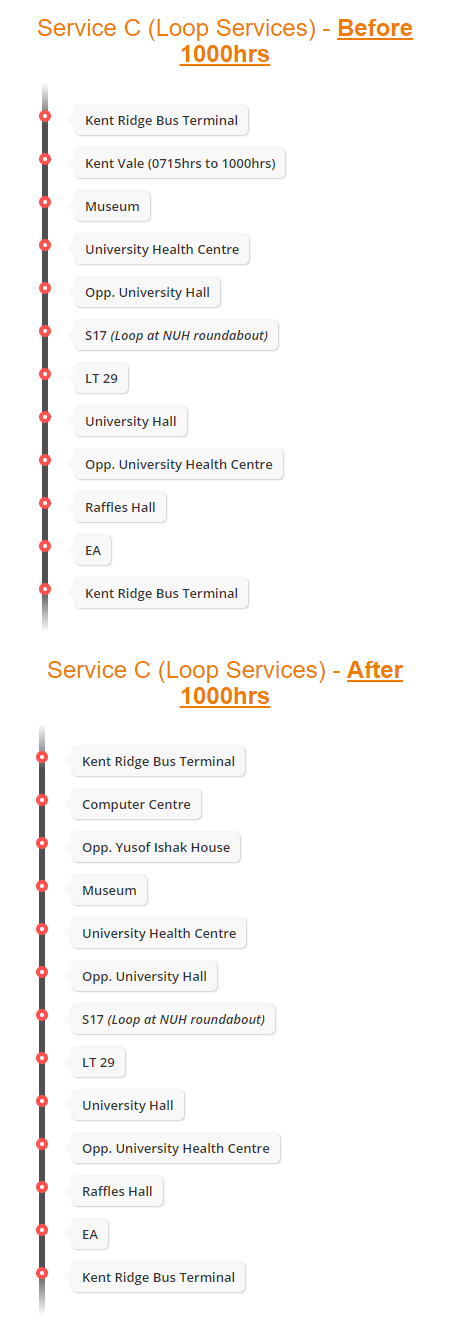 Service C (Loop Services) - Before
1000hrs
Kent Ridge Bus Terminal
Kent Vale (0715hrs to 1000hrs)
Museum
University Health Centre
Opp. University Hall
S17 (Loop at NUH roundabout)
LT 29
University Hall
Opp. University Health Centre
Raffles Hall
EA
Kent Ridge Bus Terminal
Service C (Loop Services) - After
1000hrs
Kent Ridge Bus Terminal
Computer Centre
Opp. Yusof Ishak House
Museum
University Health Centre
Opp. University Hall
S17 (Loop at NUH roundabout)
LT 29
University Hall
Opp. University Health Centre
Raffles Hall
EA
Kent Ridge Bus Terminal